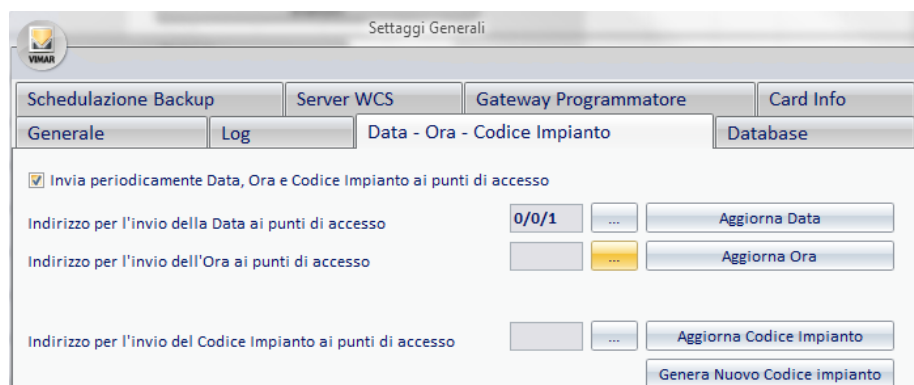 Settaggi Generali
VIMAR
Schedulazione Backup Server WCS Gateway Programmatore Card Info
Generale Log Data - Ora - Codice Impianto Database
Invia periodicamente Data, Ora e Codice Impianto ai punti di accesso
Indirizzo per l'invio della Data ai punti di accesso 0/0/1 ... Aggiorna Data
Indirizzo per l'invio dell'Ora ai punti di accesso ... Aggiorna Ora
Indirizzo per l'invio del Codice Impianto ai punti di accesso ... Aggiorna Codice Impianto
Genera Nuovo Codice impianto